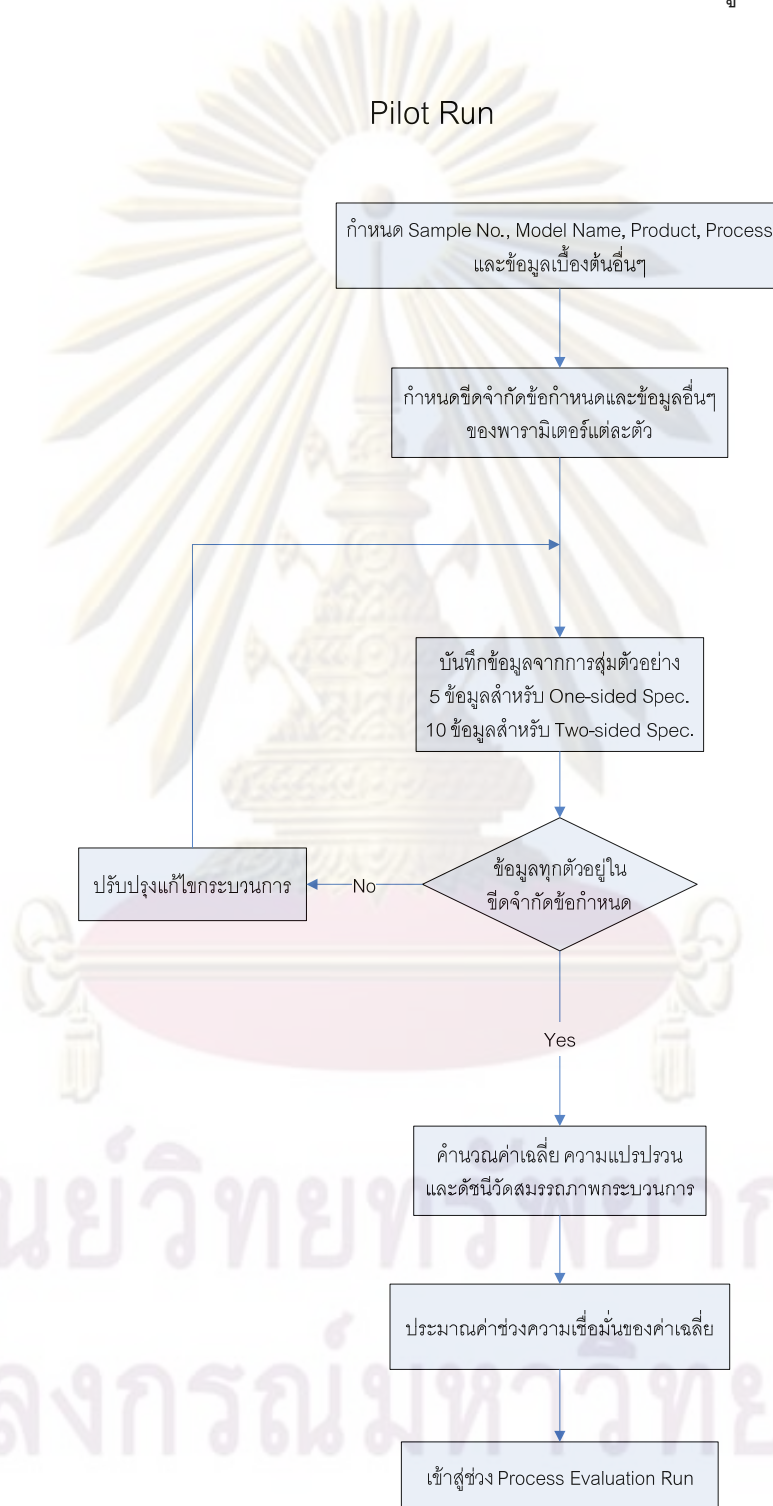 Pilot Run
กำหนด Sample No., Model Name, Product, Process
และข้อมูลเบื้องต้นอื่นๆ
กำหนดขีดจำกัดข้อกำหนดและข้อมูลอื่นๆ
ของพารามิเตอร์แต่ละตัว
บันทึกข้อมูลจากการสุ่มตัวอย่าง
5 ข้อมูลสำหรับ One-sided Spec.
10 ข้อมูลสำหรับ Two-sided Spec.
ข้อมูลทุกตัวอยู่ใน
ขีดจำกัดข้อกำหนด
No
ปรับปรุงแก้ไขกระบวนการ
Yes
คำนวณค่าเฉลี่ย ความแปรปรวน
และดัชนีวัดสมรรถภาพกระบวนการ
ประมาณค่าช่วงความเชื่อมั่นของค่าเฉลี่ย
เข้าสู่ช่วง Process Evaluation Run